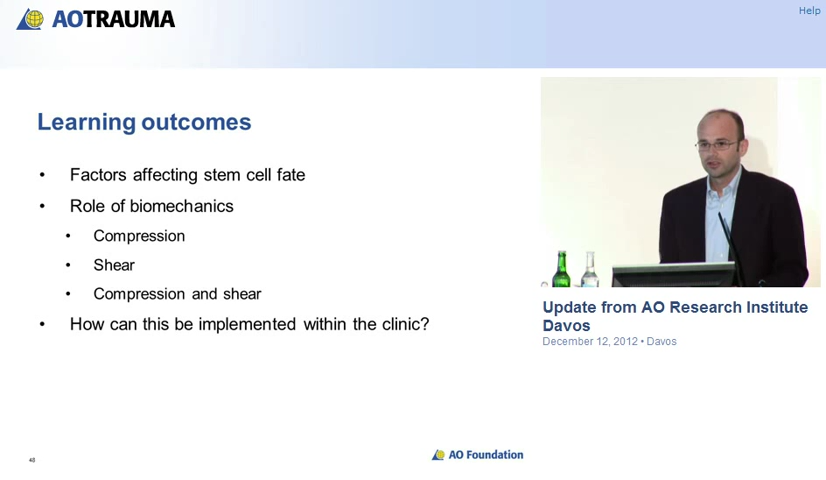 Help
AOTRAUMA
Learning outcomes
• Factors affecting stem cell fate
• Role of biomechanics
• Compression
• Shear
• Compression and shear
• How can this be implemented within the clinic?
Update from AO Research Institute
Davos
December 12, 2012 • Davos
48
AO Foundation